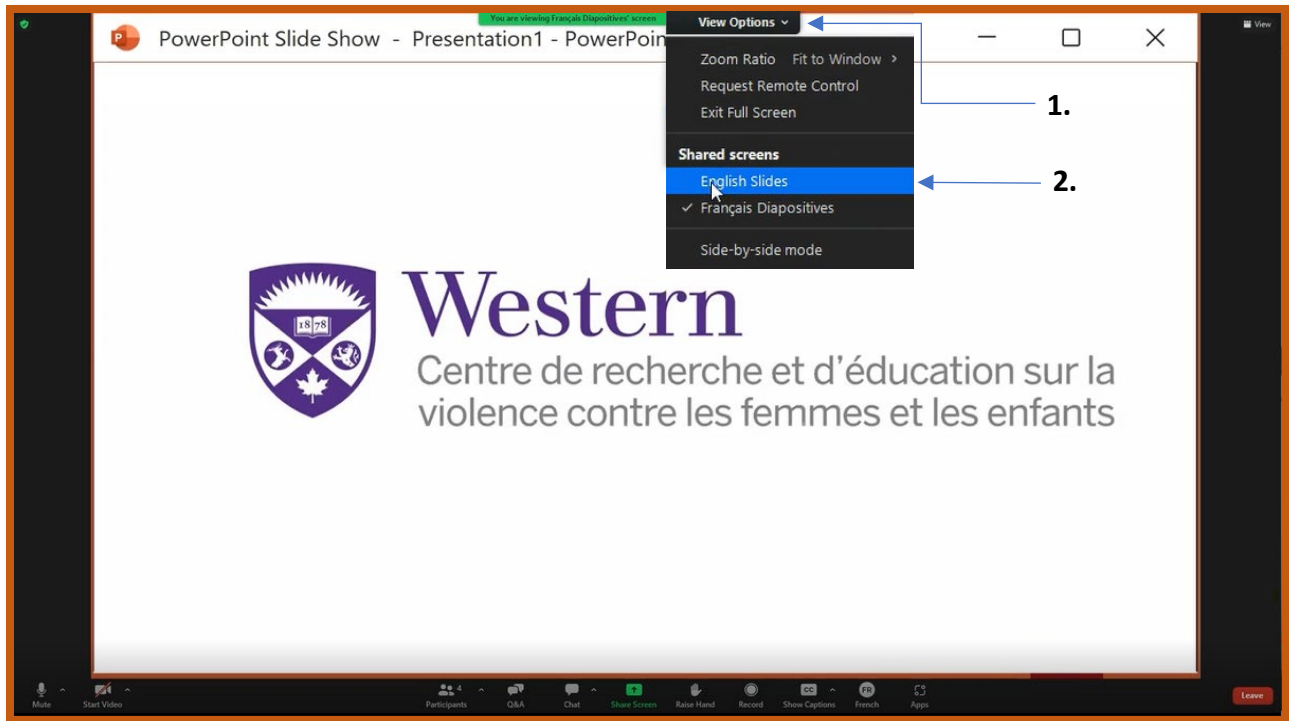 You are viewing Français Diapositives' screen
View Options
View
PowerPoint Slide Show - Presentation1 - PowerPoin
Zoom Ratio Fit to Window
Request Remote Control
Exit Full Screen
1.
Shared screens
English Slides
2.
Français Diapositives
Side-by-side mode
P
1878
Western
Centre de recherche et d'éducation sur la
violence contre les femmes et les enfants
4
CC
FR
Mute
Start Video
Participants
Q&A
Chat
Share Screen
Raise Hand
Record
Show Captions
French
Apps
Leave